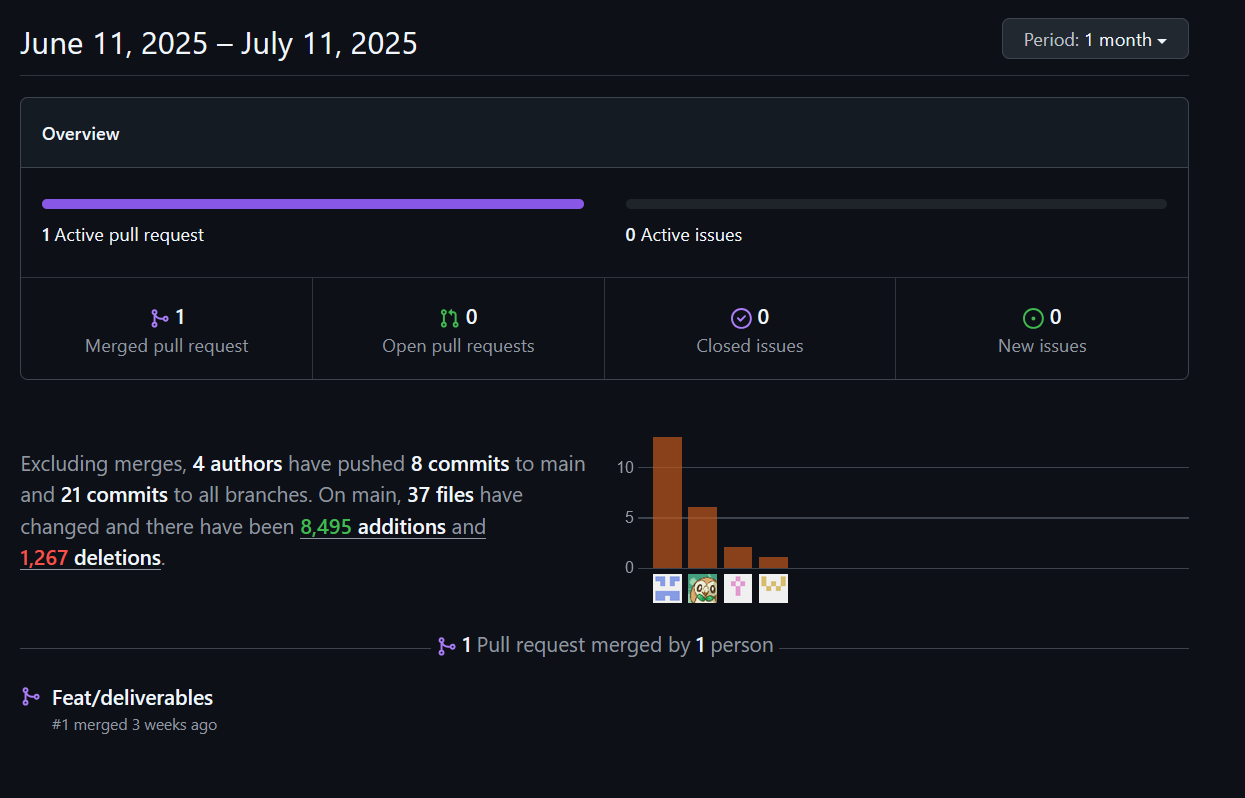 June 11, 2025 – July 11, 2025
Period: 1 month
Overview
1 Active pull request
0 Active issues
1
Merged pull request
0
Open pull requests
0
Closed issues
0
New issues
Excluding merges, 4 authors have pushed 8 commits to main
and 21 commits to all branches. On main, 37 files have
changed and there have been 8,495 additions and
1,267 deletions.
10
5
0
1 Pull request merged by 1 person
Feat/deliverables
#1 merged 3 weeks ago